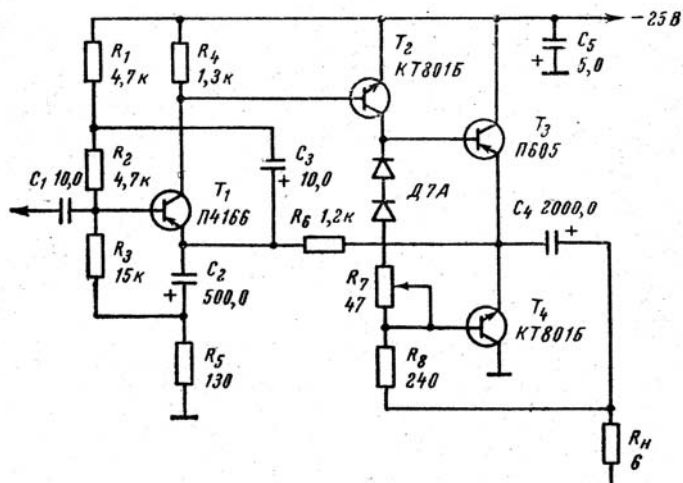 -25В
R1
4,7к
R4
1,3к
T2
КТ801Б
C5
+ 5,0
T3
П605
R2
4,7к
C3
+ 10,0
C1 10,0
T1
П416б
Д7А
R6 1,2к
C4 2000,0
+
R3
15к
C2
+ 500,0
R7
47
T4
КТ801Б
R5
130
R8
240
Rн
6